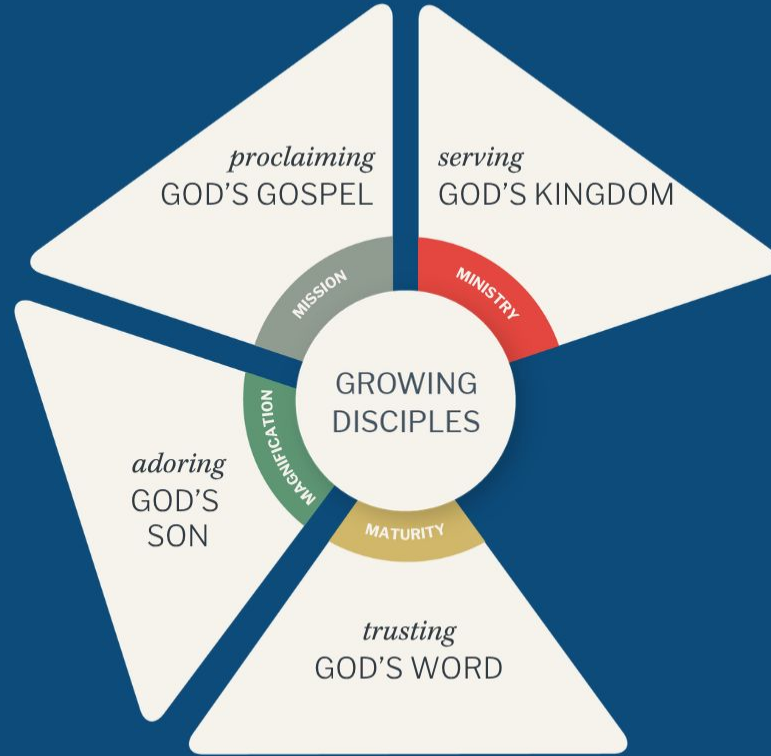 proclaiming
GOD'S GOSPEL
serving
GOD'S KINGDOM
MISSION
MINISTRY
GROWING
DISCIPLES
MAGNIFICATION
adoring
GOD'S
SON
MATURITY
trusting
GOD'S WORD